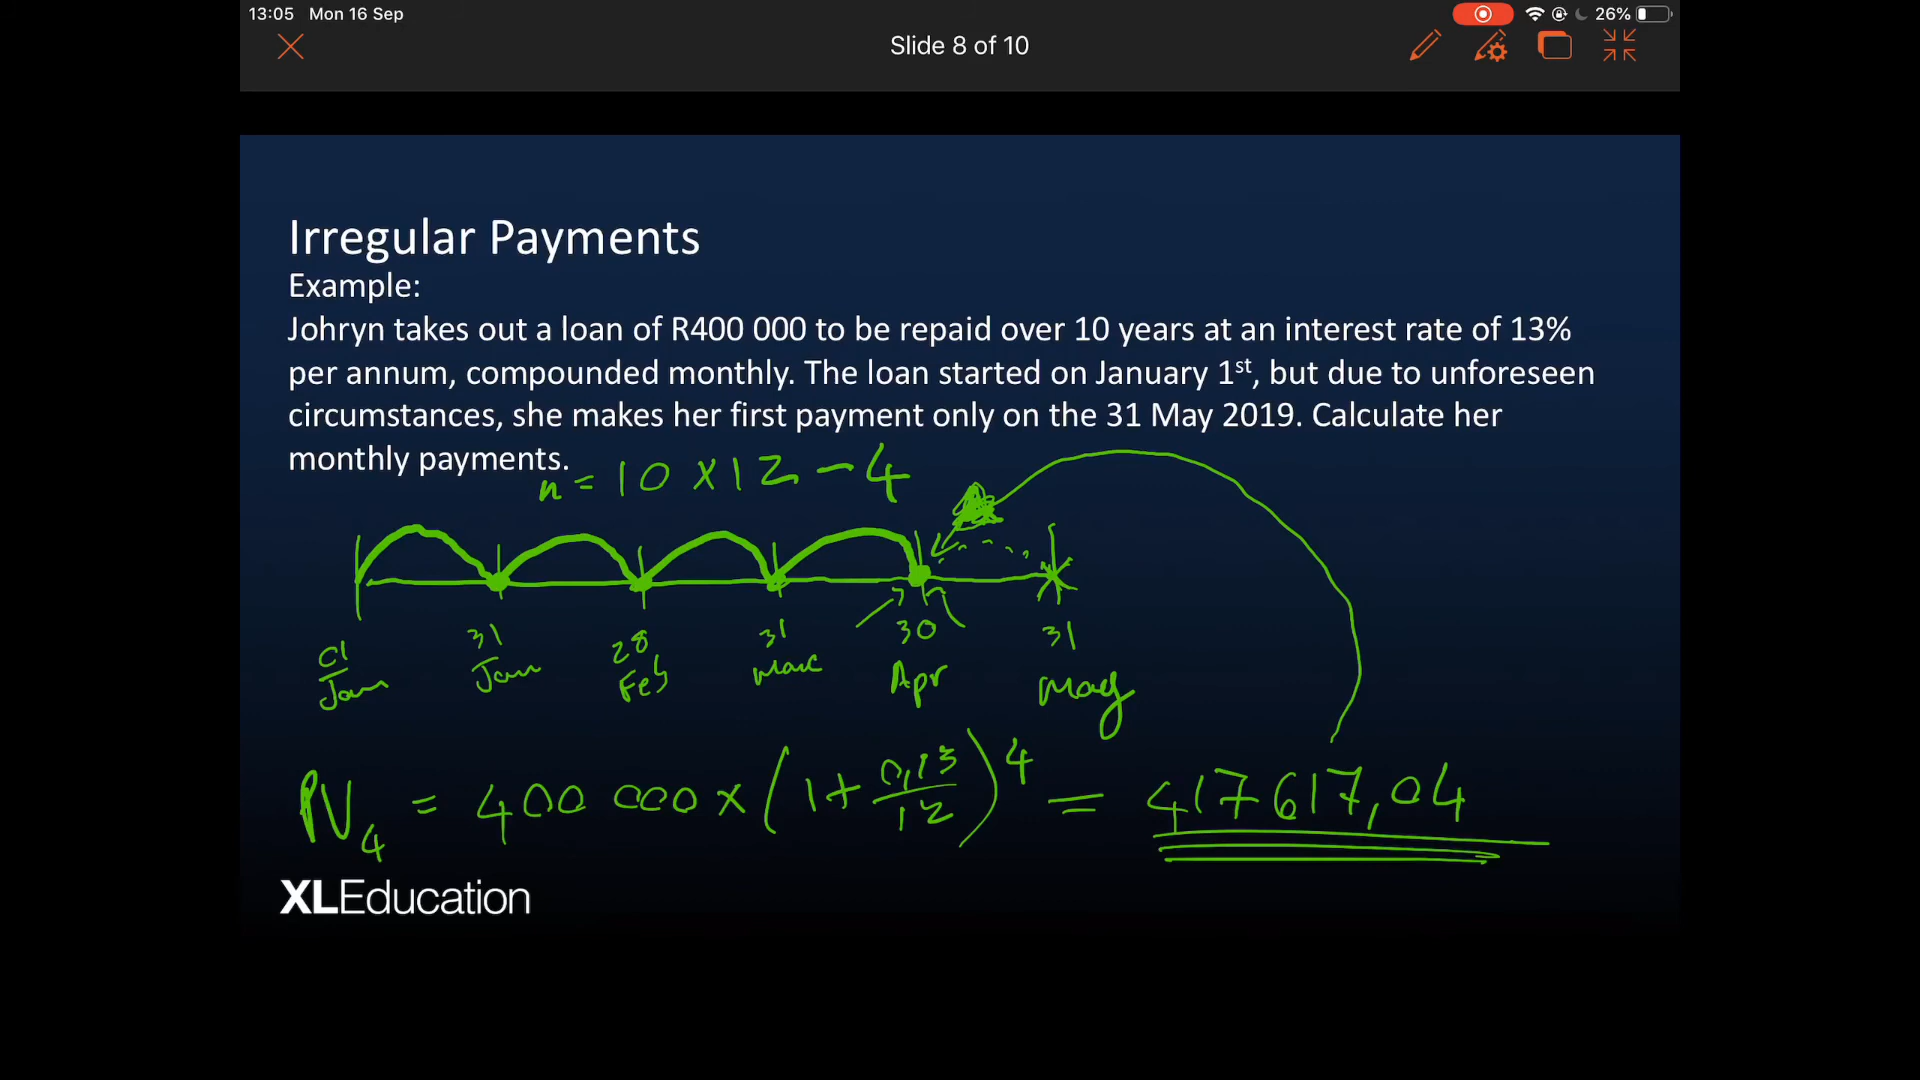 13:05 Mon 16 Sep
26%
Slide 8 of 10
Irregular Payments
Example:
Johryn takes out a loan of R400 000 to be repaid over 10 years at an interest rate of 13%
per annum, compounded monthly. The loan started on January 1st, but due to unforeseen
circumstances, she makes her first payment only on the 31 May 2019. Calculate her
monthly payments.
n = 10 x 12 - 4
01 Jan
31 Jan
28 Feb
31 Mar
30 Apr
31 May
PV4 = 400 000 x (1 + 0,13/12)^4 = 417 617,04
XLEducation